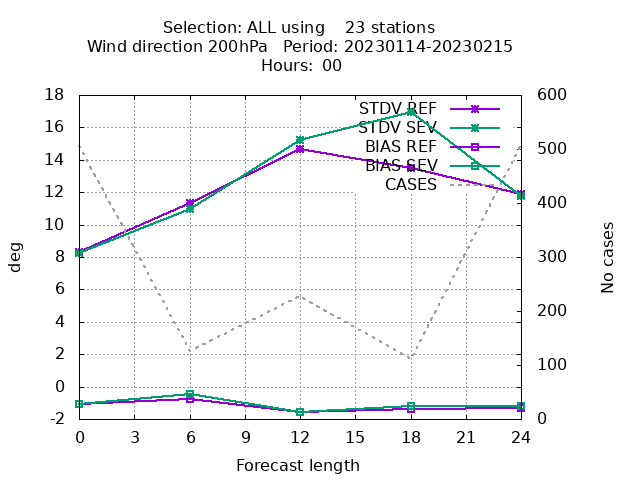 Selection: ALL using    23 stations
Wind direction 200hPa   Period: 20230114-20230215
Hours: 00
STDV REF
STDV SEV
BIAS REF
BIAS SEV
CASES
18
16
14
12
10
8
6
4
2
0
-2
deg
600
500
400
300
200
100
0
No cases
0 3 6 9 12 15 18 21 24
Forecast length